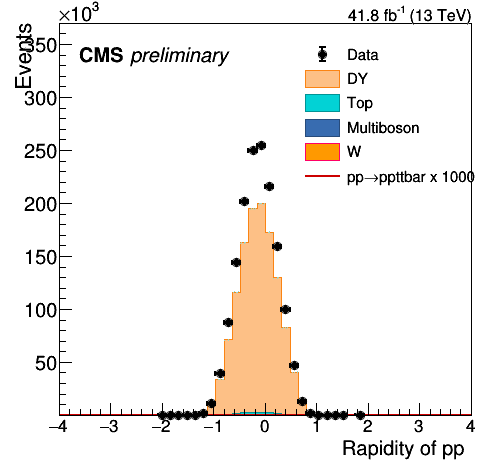 ×10³
41.8 fb⁻¹ (13 TeV)
Events
CMS preliminary
Data
DY
Top
Multiboson
W
pp→ppttbar x 1000
350
300
250
200
150
100
50
−4 −3 −2 −1 0 1 2 3 4
Rapidity of pp